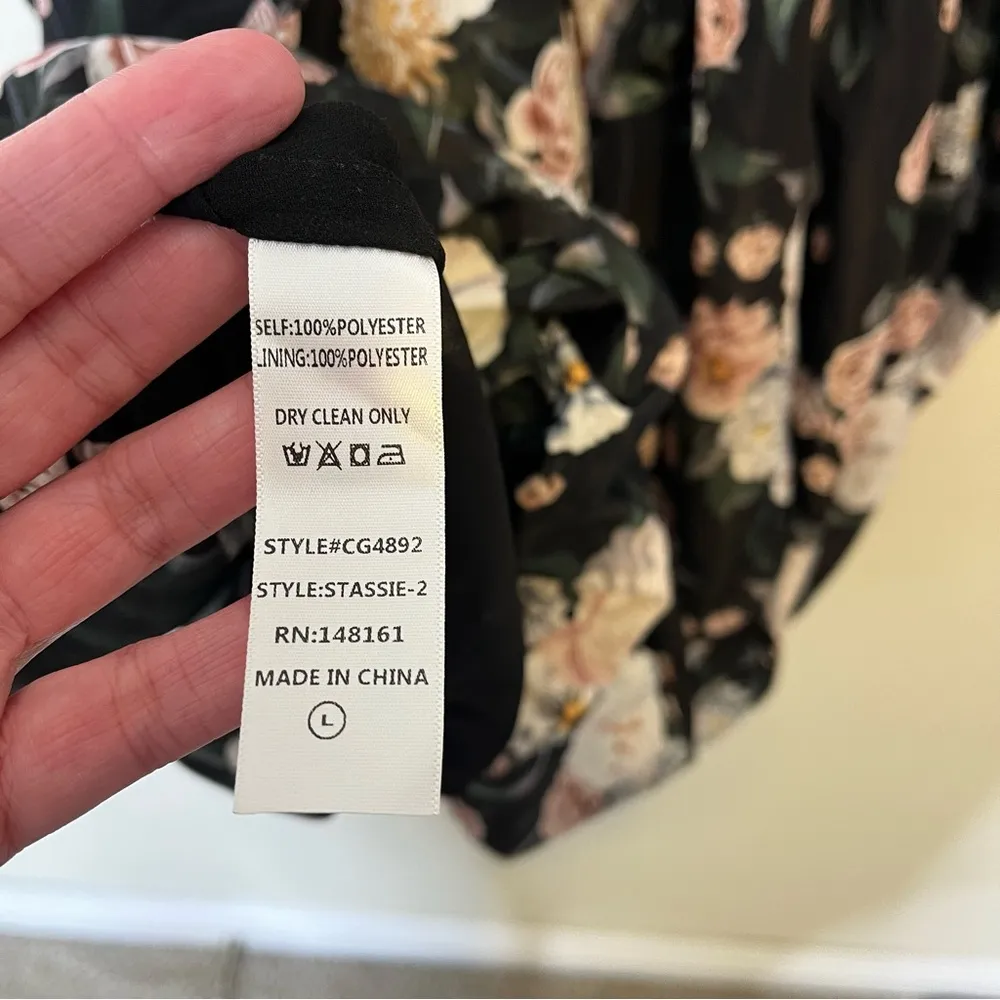 SELF:100%POLYESTER
LINING:100%POLYESTER
DRY CLEAN ONLY
STYLE#CG4892
STYLE:STASSIE-2
RN:148161
MADE IN CHINA
L